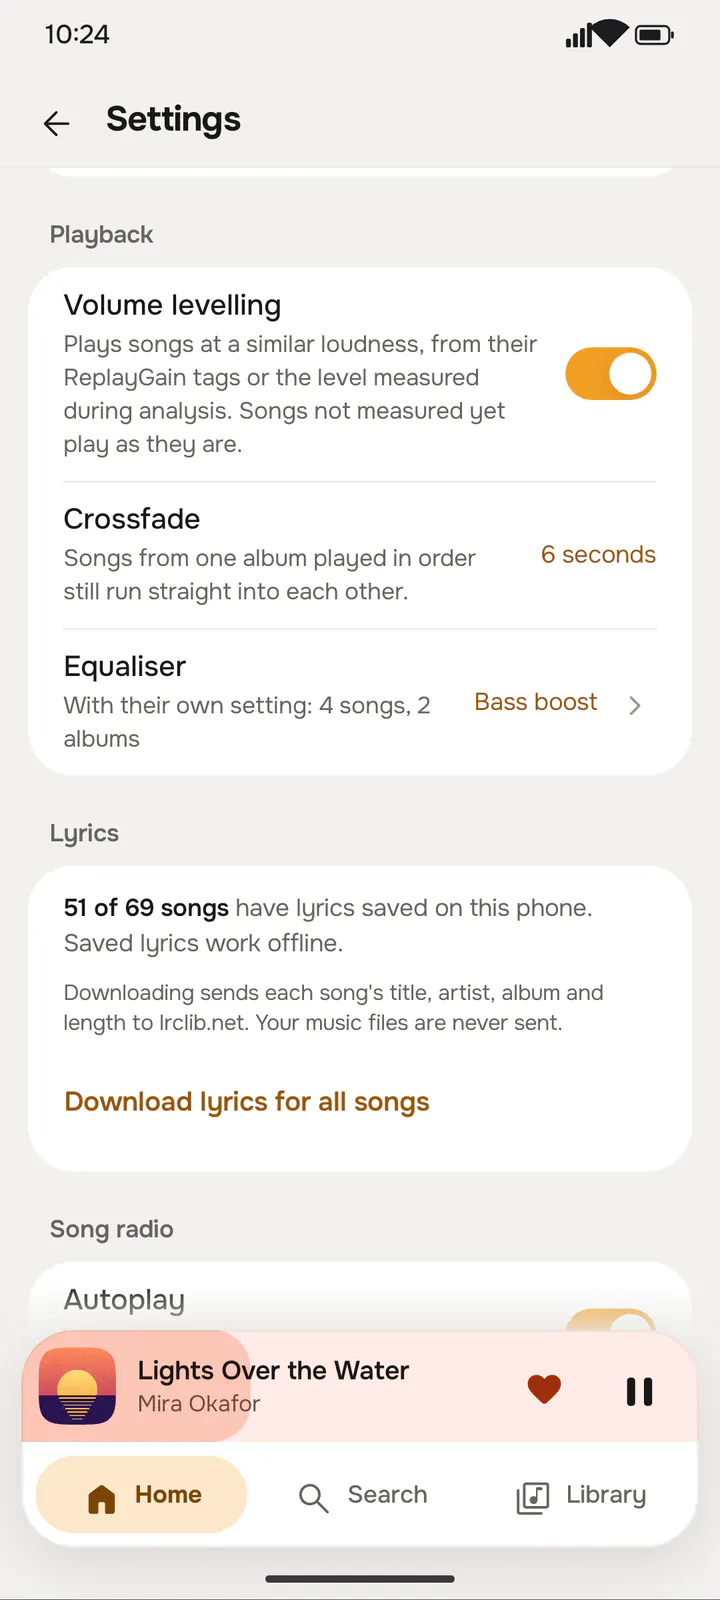 10:24
Settings
Playback
Volume levelling
Plays songs at a similar loudness, from their
ReplayGain tags or the level measured
during analysis. Songs not measured yet
play as they are.
Crossfade
Songs from one album played in order
still run straight into each other.
6 seconds
Equaliser
With their own setting: 4 songs, 2
albums
Bass boost
Lyrics
51 of 69 songs have lyrics saved on this phone.
Saved lyrics work offline.
Downloading sends each song's title, artist, album and
length to lrclib.net. Your music files are never sent.
Download lyrics for all songs
Song radio
Autoplay
Lights Over the Water
Mira Okafor
Home
Search
Library